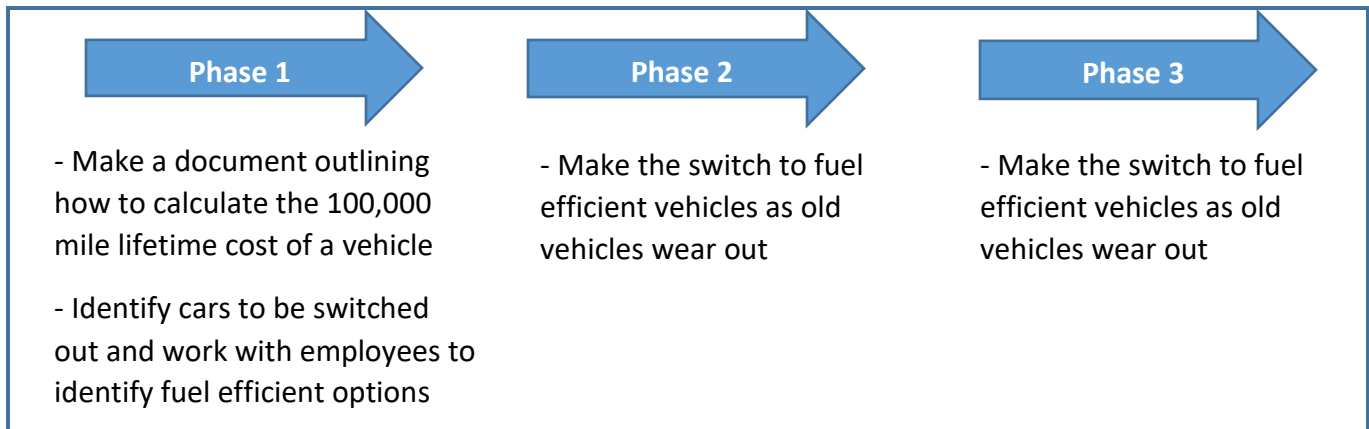 Phase 1
- Make a document outlining
how to calculate the 100,000
mile lifetime cost of a vehicle
- Identify cars to be switched
out and work with employees to
identify fuel efficient options
Phase 2
- Make the switch to fuel
efficient vehicles as old
vehicles wear out
Phase 3
- Make the switch to fuel
efficient vehicles as old
vehicles wear out